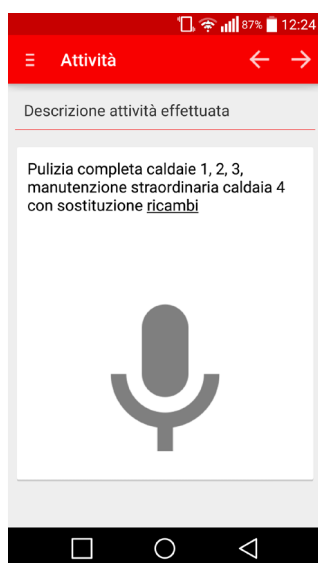 87% 12:24
Attività
Descrizione attività effettuata
Pulizia completa caldaie 1, 2, 3,
manutenzione straordinaria caldaia 4
con sostituzione ricambi